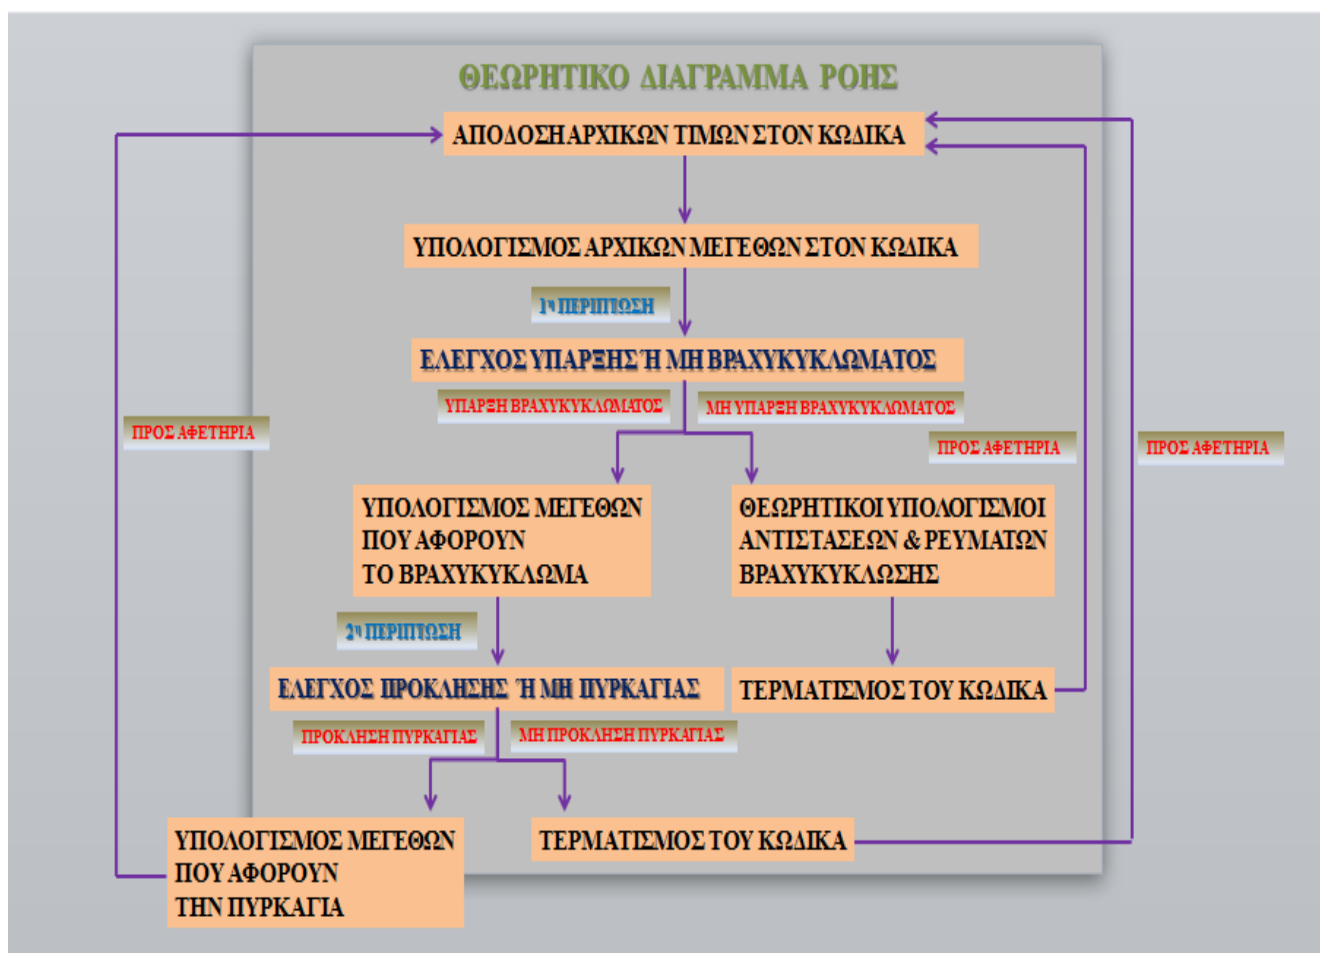 ΘΕΩΡΗΤΙΚΟ ΔΙΑΓΡΑΜΜΑ ΡΟΗΣ
ΑΠΟΔΟΣΗ ΑΡΧΙΚΩΝ ΤΙΜΩΝ ΣΤΟΝ ΚΩΔΙΚΑ
ΥΠΟΛΟΓΙΣΜΟΣ ΑΡΧΙΚΩΝ ΜΕΓΕΘΩΝ ΣΤΟΝ ΚΩΔΙΚΑ
1η ΠΕΡΙΠΤΩΣΗ
ΕΛΕΓΧΟΣ ΥΠΑΡΞΗΣ Ή ΜΗ ΒΡΑΧΥΚΥΚΛΩΜΑΤΟΣ
ΥΠΑΡΞΗ ΒΡΑΧΥΚΥΚΛΩΜΑΤΟΣ
ΜΗ ΥΠΑΡΞΗ ΒΡΑΧΥΚΥΚΛΩΜΑΤΟΣ
ΠΡΟΣ ΑΦΕΤΗΡΙΑ
ΠΡΟΣ ΑΦΕΤΗΡΙΑ
ΠΡΟΣ ΑΦΕΤΗΡΙΑ
ΥΠΟΛΟΓΙΣΜΟΣ ΜΕΓΕΘΩΝ
ΠΟΥ ΑΦΟΡΟΥΝ
ΤΟ ΒΡΑΧΥΚΥΚΛΩΜΑ
ΘΕΩΡΗΤΙΚΟΙ ΥΠΟΛΟΓΙΣΜΟΙ
ΑΝΤΙΣΤΑΣΕΩΝ & ΡΕΥΜΑΤΩΝ
ΒΡΑΧΥΚΥΚΛΩΣΗΣ
2η ΠΕΡΙΠΤΩΣΗ
ΕΛΕΓΧΟΣ ΠΡΟΚΛΗΣΗΣ Ή ΜΗ ΠΥΡΚΑΓΙΑΣ
ΤΕΡΜΑΤΙΣΜΟΣ ΤΟΥ ΚΩΔΙΚΑ
ΠΡΟΚΛΗΣΗ ΠΥΡΚΑΓΙΑΣ
ΜΗ ΠΡΟΚΛΗΣΗ ΠΥΡΚΑΓΙΑΣ
ΥΠΟΛΟΓΙΣΜΟΣ ΜΕΓΕΘΩΝ
ΠΟΥ ΑΦΟΡΟΥΝ
ΤΗΝ ΠΥΡΚΑΓΙΑ
ΤΕΡΜΑΤΙΣΜΟΣ ΤΟΥ ΚΩΔΙΚΑ